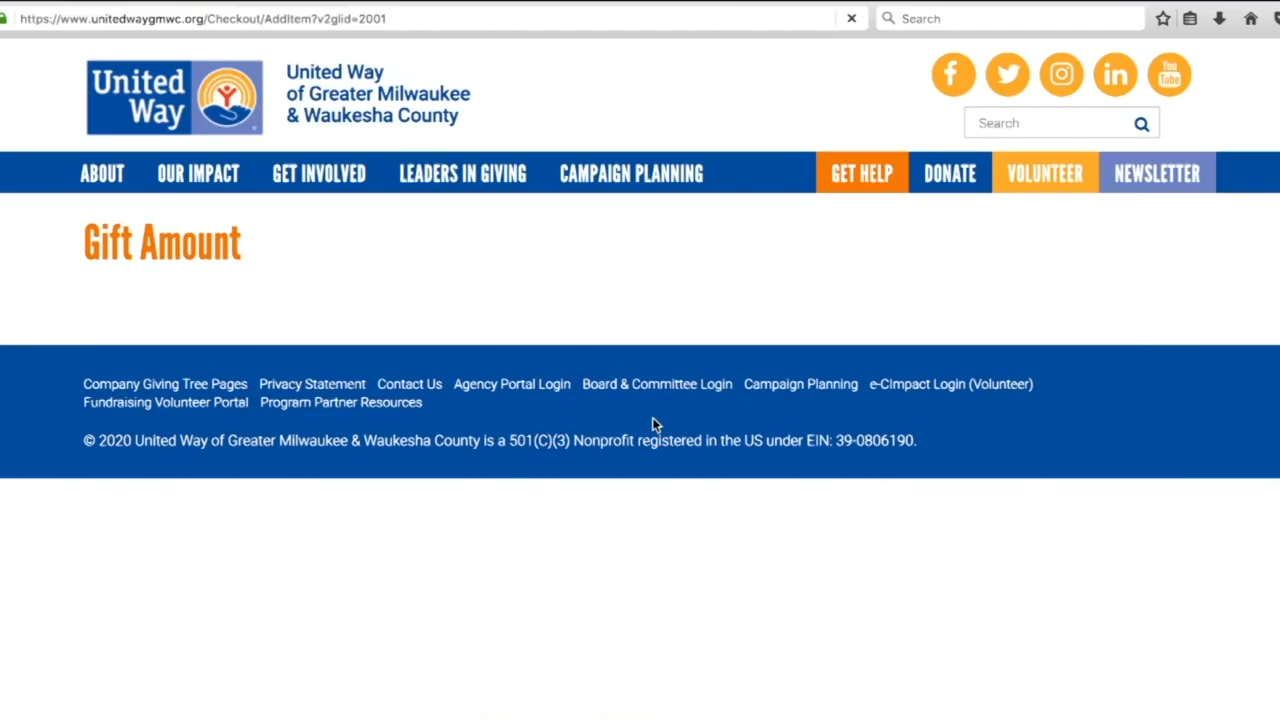 https://www.unitedwaygmwc.org/Checkout/AddItem?v2glid=2001
Search
United
Way
United Way
of Greater Milwaukee
& Waukesha County
You
Tube
Search
ABOUT OUR IMPACT GET INVOLVED LEADERS IN GIVING CAMPAIGN PLANNING GET HELP DONATE VOLUNTEER NEWSLETTER
Gift Amount
Company Giving Tree Pages Privacy Statement Contact Us Agency Portal Login Board & Committee Login Campaign Planning e-CImpact Login (Volunteer)
Fundraising Volunteer Portal Program Partner Resources
© 2020 United Way of Greater Milwaukee & Waukesha County is a 501(C)(3) Nonprofit registered in the US under EIN: 39-0806190.